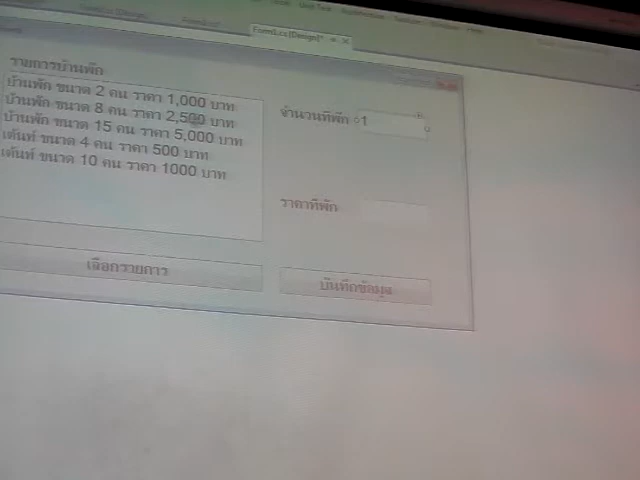 Form5.cs [Design]*
รายการบ้านพัก
บ้านพัก ขนาด 2 คน ราคา 1,000 บาท
บ้านพัก ขนาด 8 คน ราคา 2,500 บาท
บ้านพัก ขนาด 15 คน ราคา 5,000 บาท
เต้นท์ ขนาด 4 คน ราคา 500 บาท
เต้นท์ ขนาด 10 คน ราคา 1000 บาท
จำนวนที่พัก 1
ราคาที่พัก
เลือกรายการ
บันทึกข้อมูล